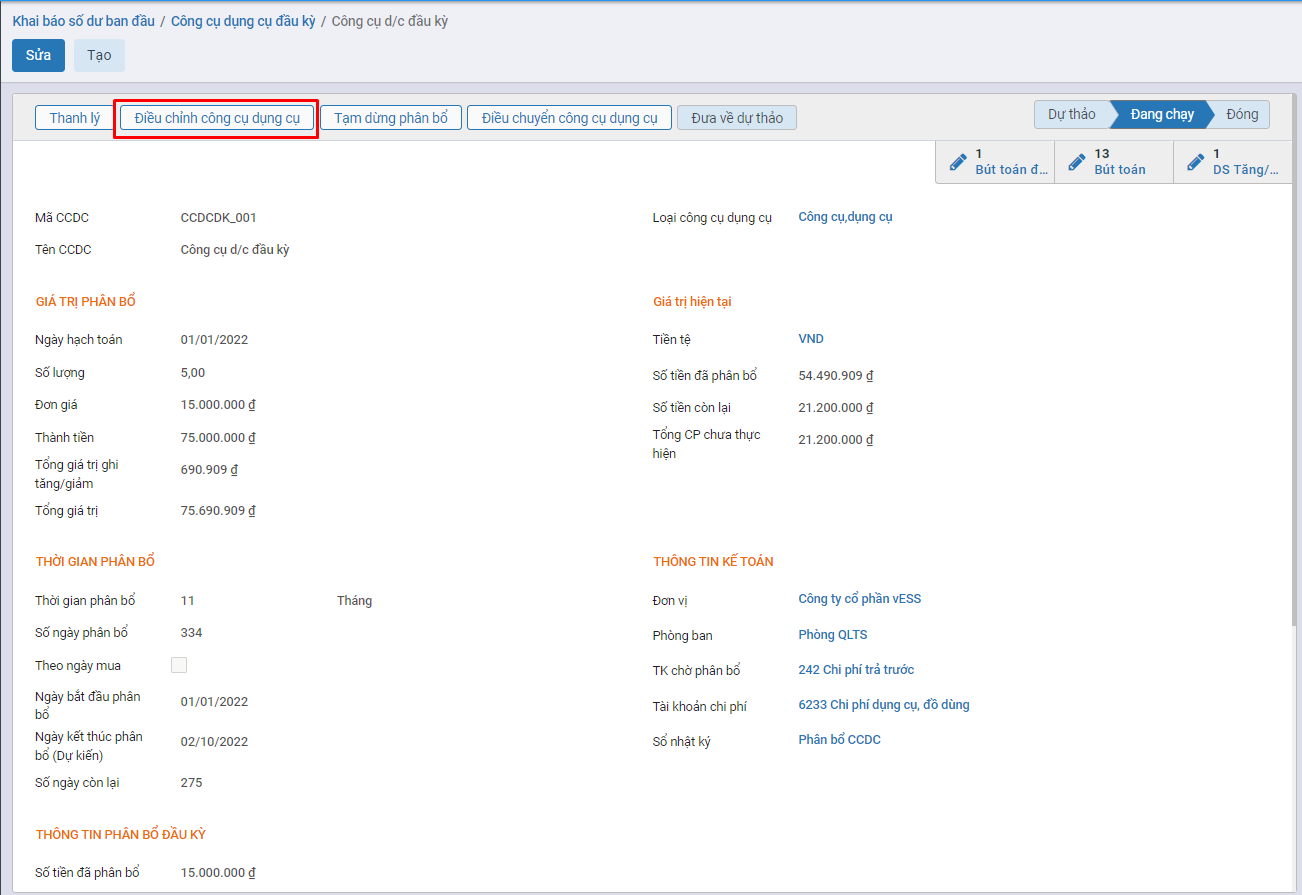 Khai báo số dư ban đầu / Công cụ dụng cụ đầu kỳ / Công cụ d/c đầu kỳ
Sửa Tạo
Thanh lý Điều chỉnh công cụ dụng cụ Tạm dừng phân bổ Điều chuyển công cụ dụng cụ Đưa về dự thảo Dự thảo Đang chạy Đóng
1 13 1
Bút toán đ... Bút toán DS Tăng/...
Mã CCDC CCDCDK_001 Loại công cụ dụng cụ Công cụ,dụng cụ
Tên CCDC Công cụ d/c đầu kỳ
GIÁ TRỊ PHÂN BỔ Giá trị hiện tại
Ngày hạch toán 01/01/2022 Tiền tệ VND
Số lượng 5,00 Số tiền đã phân bổ 54.490.909 ₫
Đơn giá 15.000.000 ₫ Số tiền còn lại 21.200.000 ₫
Thành tiền 75.000.000 ₫ Tổng CP chưa thực
hiện 21.200.000 ₫
Tổng giá trị ghi
tăng/giảm 690.909 ₫
Tổng giá trị 75.690.909 ₫
THỜI GIAN PHÂN BỔ THÔNG TIN KẾ TOÁN
Thời gian phân bổ 11 Tháng Đơn vị Công ty cổ phần vESS
Số ngày phân bổ 334 Phòng ban Phòng QLTS
Theo ngày mua TK chờ phân bổ 242 Chi phí trả trước
Ngày bắt đầu phân
bổ 01/01/2022 Tài khoản chi phí 6233 Chi phí dụng cụ, đồ dùng
Ngày kết thúc phân
bổ (Dự kiến) 02/10/2022 Sổ nhật ký Phân bổ CCDC
Số ngày còn lại 275
THÔNG TIN PHÂN BỔ ĐẦU KỲ
Số tiền đã phân bổ 15.000.000 ₫